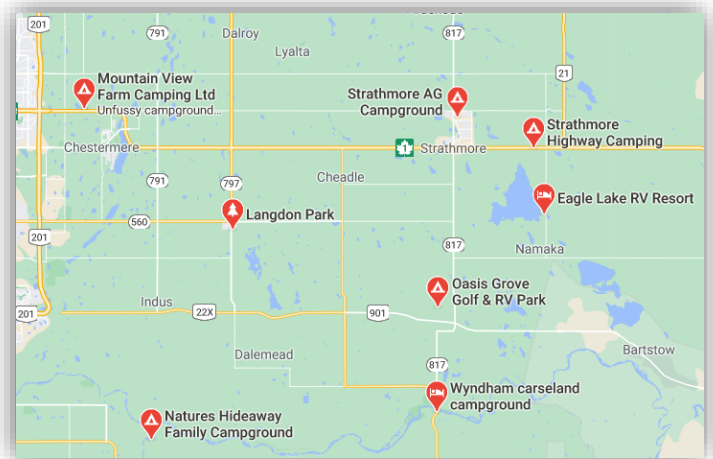 201
791
Dalroy
817
Lyalta
21
Mountain View
Farm Camping Ltd
Unfussy campground...
Strathmore AG
Campground
Strathmore
Highway Camping
Chestermere
1
Strathmore
791
797
Cheadle
Eagle Lake RV Resort
560
Langdon Park
201
817
Namaka
Oasis Grove
Golf & RV Park
Indus
201
22X
901
Dalemead
Bartstow
817
Wyndham carseland
campground
Natures Hideaway
Family Campground